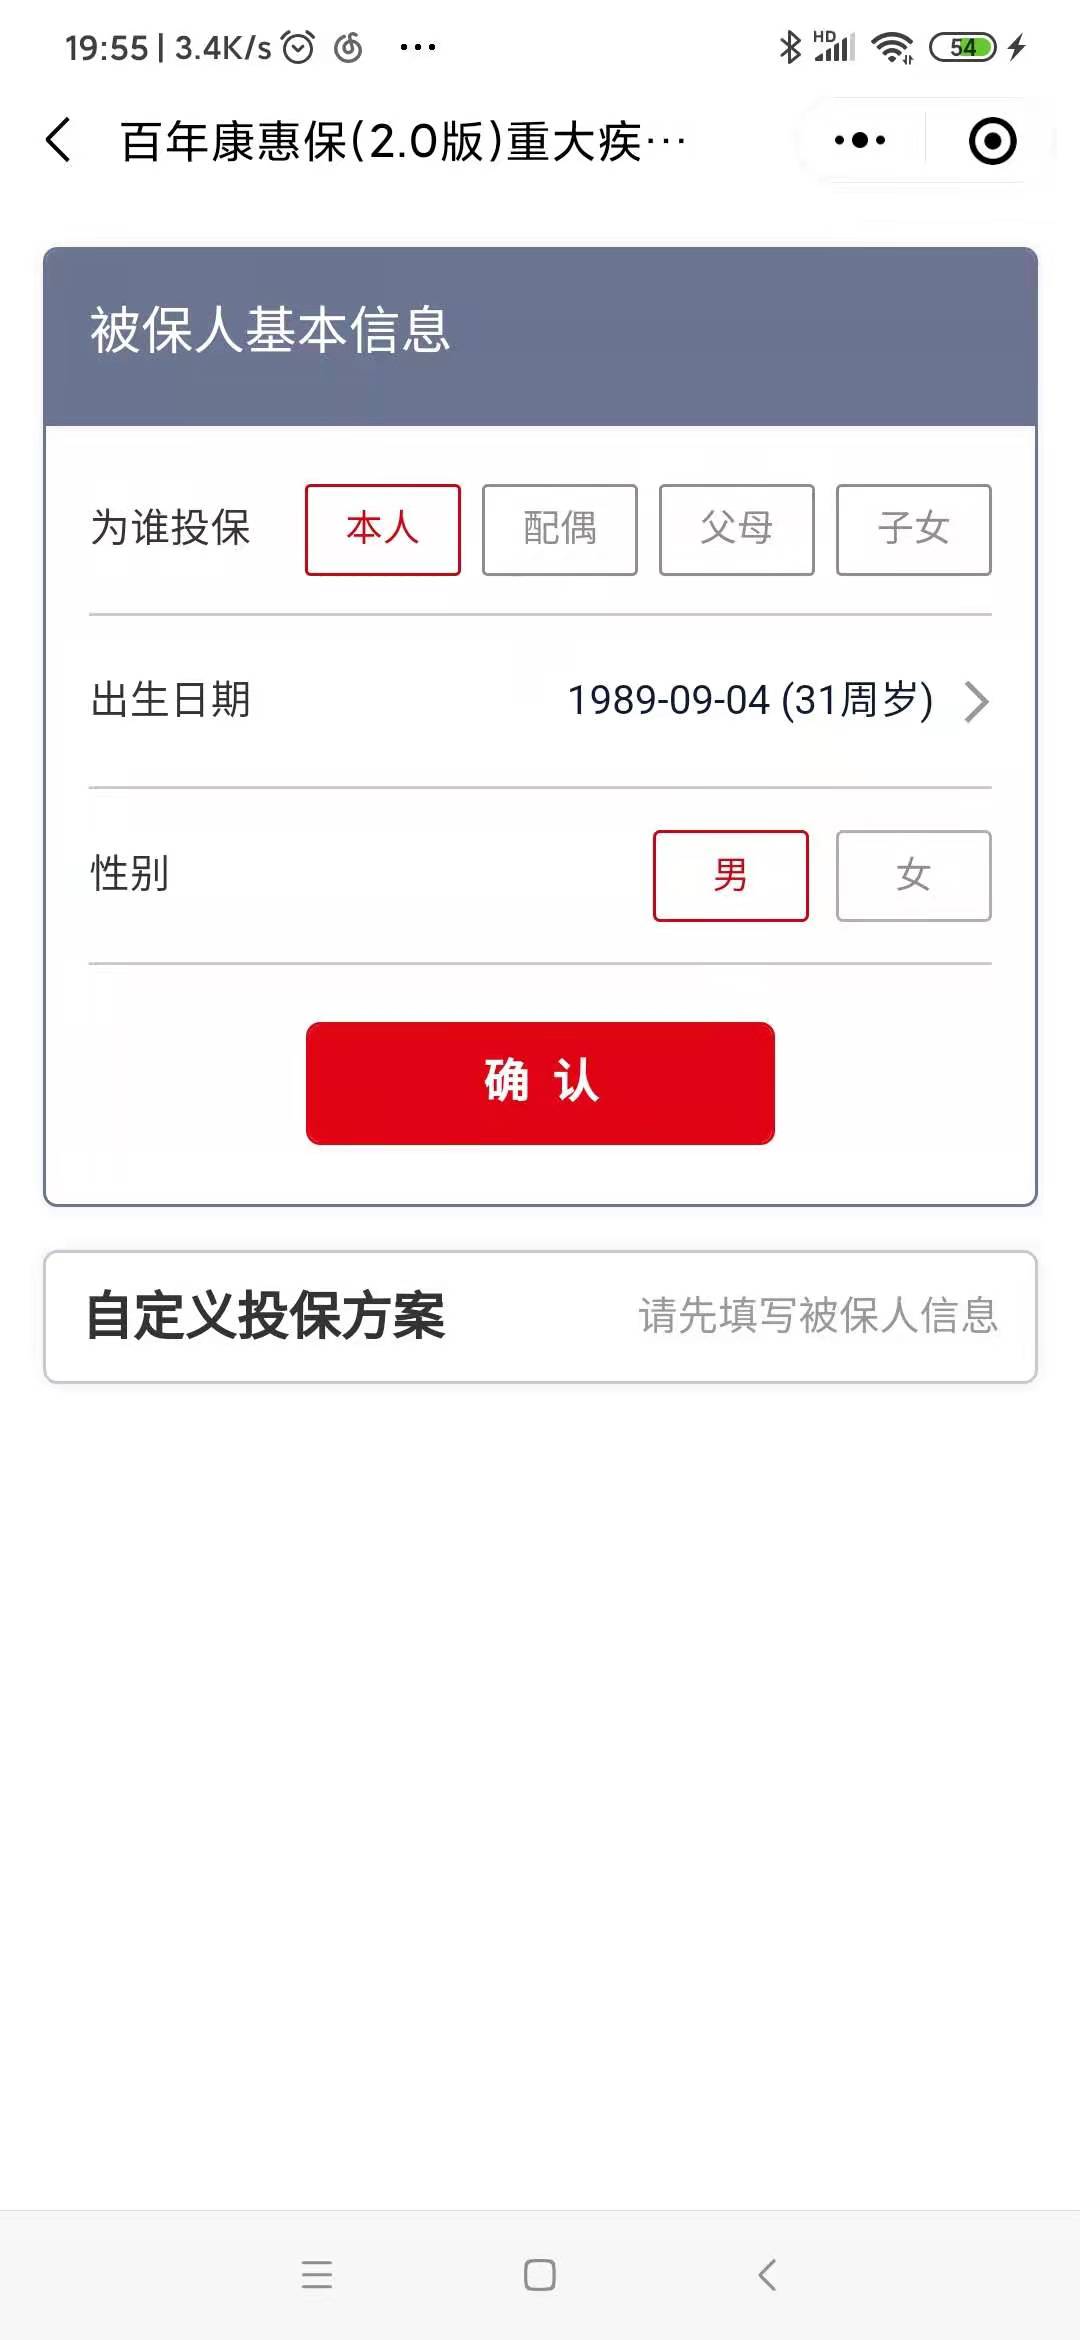 19:55 | 3.4K/s ...
HD 54
百年康惠保(2.0版)重大疾...
被保人基本信息
为谁投保 本人 配偶 父母 子女
出生日期 1989-09-04 (31周岁)
性别 男 女
确 认
自定义投保方案 请先填写被保人信息